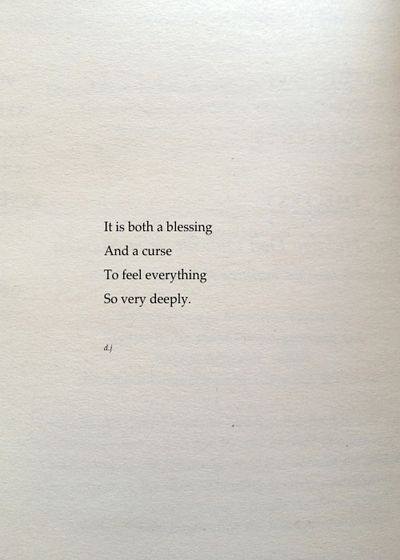 It is both a blessing
And a curse
To feel everything
So very deeply.
d.j